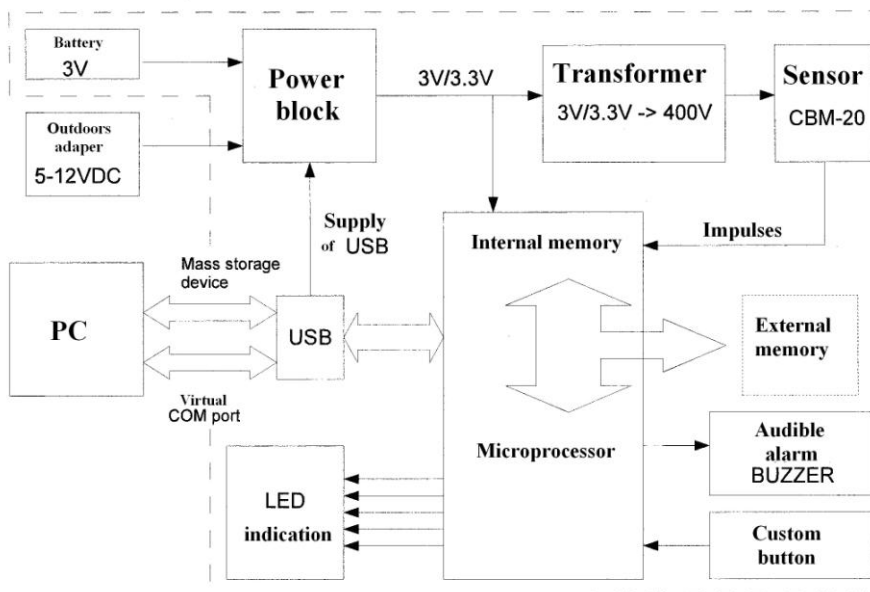 Battery
3V
Outdoors
adaper
5-12VDC
Power
block
3V/3.3V
Transformer
3V/3.3V -> 400V
Sensor
CBM-20
Supply
of USB
Impulses
Internal memory
Mass storage
device
PC
USB
Virtual
COM port
External
memory
Microprocessor
Audible
alarm
BUZZER
LED
indication
Custom
button